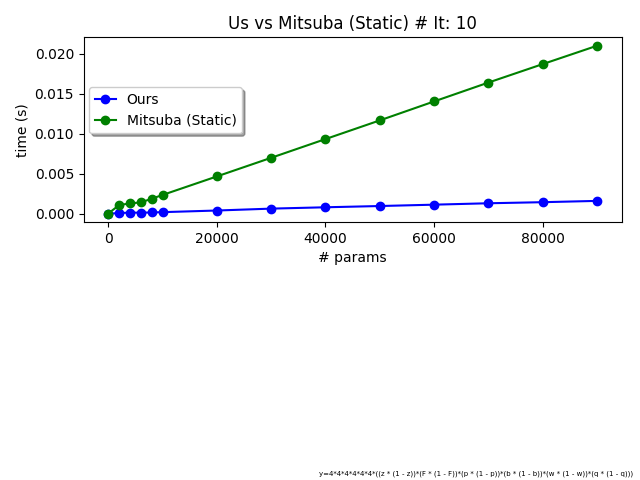 Us vs Mitsuba (Static) # It: 10
0.020
0.015
0.010
0.005
0.000
time (s)
Ours
Mitsuba (Static)
0
20000
40000
60000
80000
# params
y=4*4*4*4*4*4*((z * (1 - z))*(F * (1 - F))*(p * (1 - p))*(b * (1 - b))*(w * (1 - w))*(q * (1 - q)))